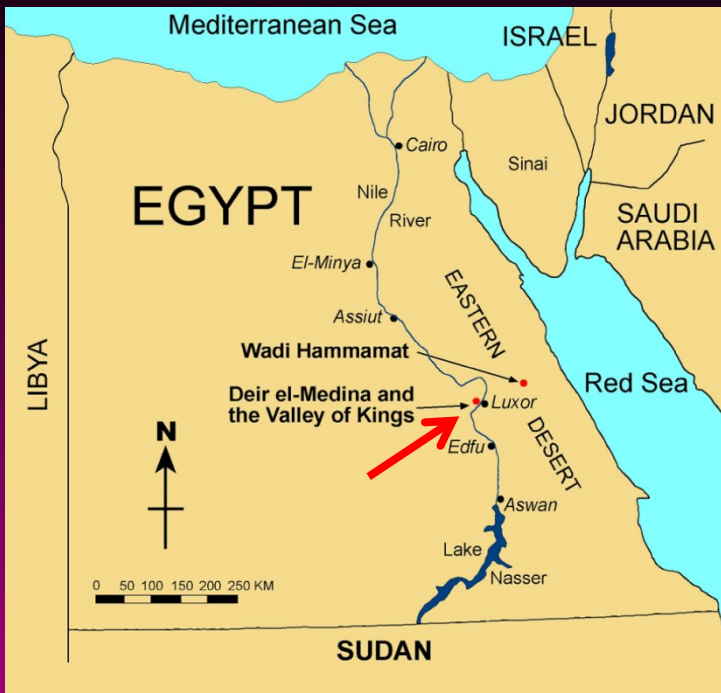 Mediterranean Sea
ISRAEL
JORDAN
Cairo
Sinai
Nile
River
EGYPT
SAUDI
ARABIA
El-Minya
EASTERN
Assiut
Wadi Hammamat
LIBYA
Red Sea
Deir el-Medina and
the Valley of Kings
Luxor
DESERT
N
Edfu
Aswan
Lake
Nasser
0 50 100 150 200 250 KM
SUDAN